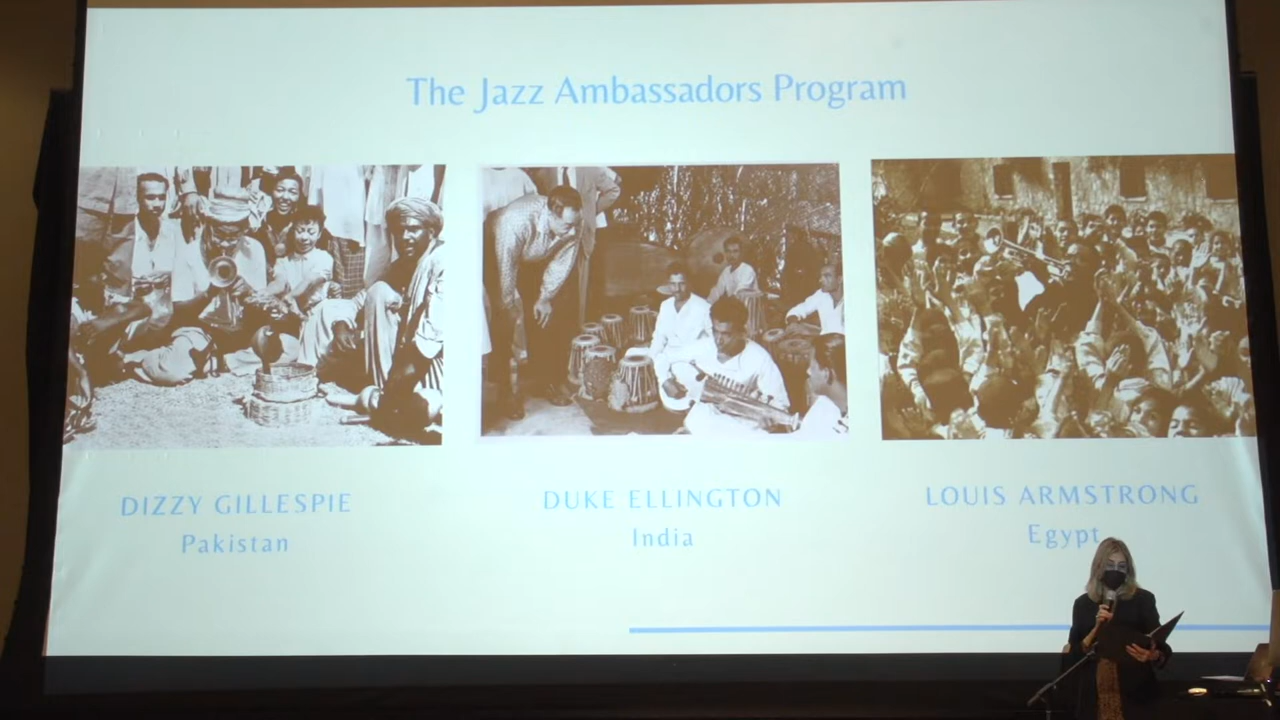 The Jazz Ambassadors Program
DIZZY GILLESPIE
Pakistan
DUKE ELLINGTON
India
LOUIS ARMSTRONG
Egypt